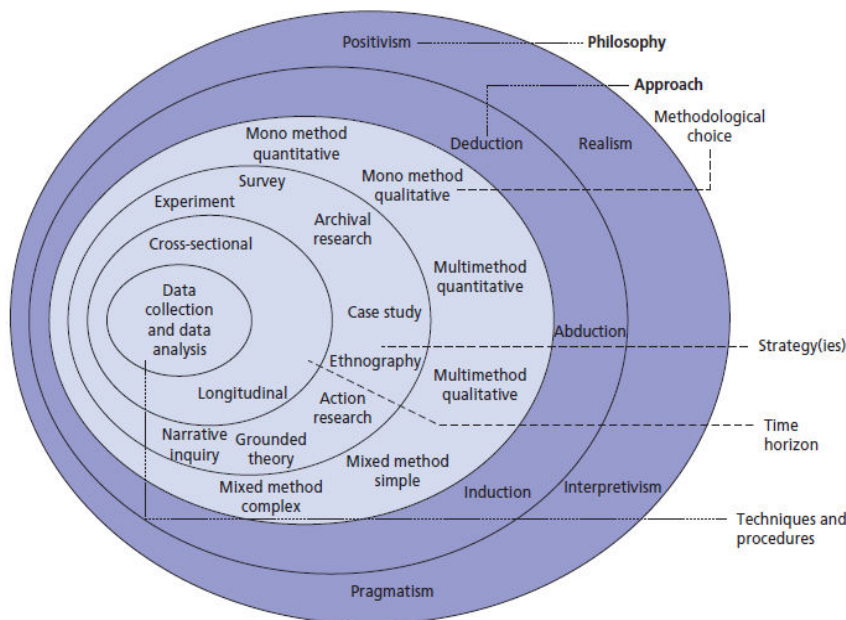 Positivism
Philosophy
Approach
Methodological
choice
Mono method
quantitative
Deduction
Realism
Survey
Mono method
qualitative
Experiment
Archival
research
Cross-sectional
Multimethod
quantitative
Data
collection
and data
analysis
Case study
Abduction
Strategy(ies)
Ethnography
Multimethod
qualitative
Longitudinal
Action
research
Time
horizon
Narrative
inquiry
Grounded
theory
Mixed method
simple
Mixed method
complex
Induction
Interpretivism
Techniques and
procedures
Pragmatism